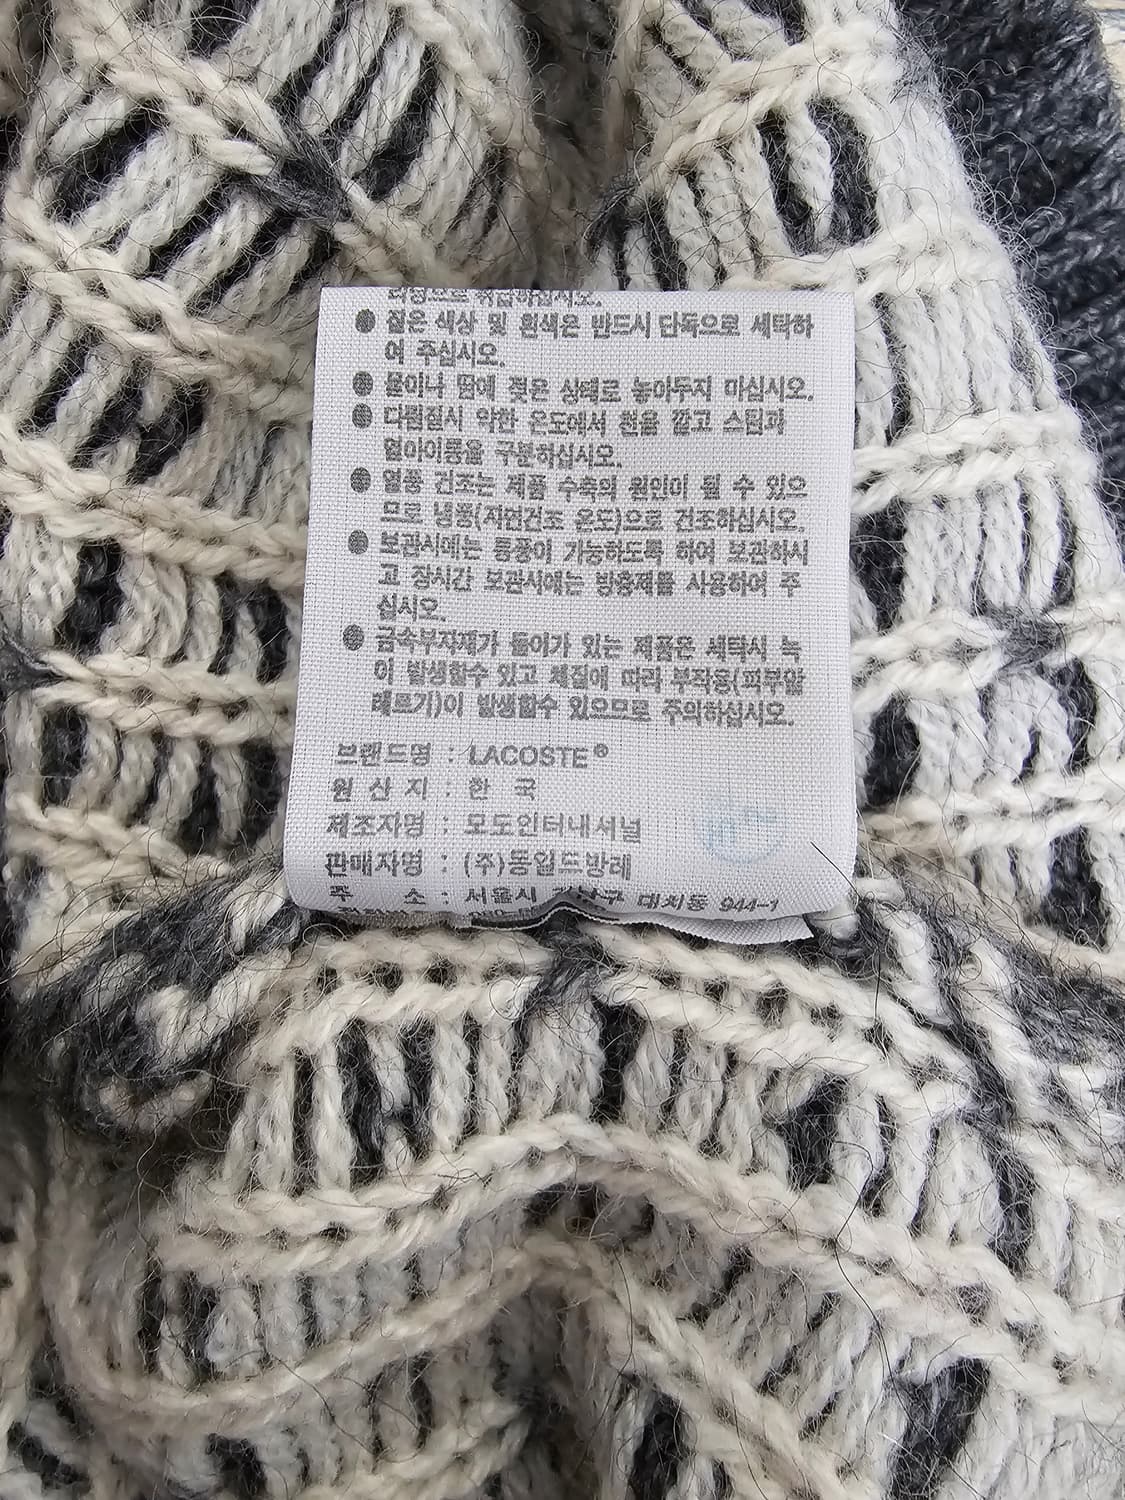 ● 짙은 색상 및 흰색은 반드시 단독으로 세탁하
여 주십시오.
● 물이나 땀에 젖은 상태로 놓아두지 마십시오.
● 다림질시 약한 온도에서 천을 깔고 스팀과
열아이롱을 구분하십시오.
● 열풍 건조는 제품 수축의 원인이 될 수 있으
므로 냉풍(자연건조 온도)으로 건조하십시오.
● 보관시에는 통풍이 가능하도록 하여 보관하시
고 장시간 보관시에는 방충제를 사용하여 주
십시오.
● 금속부자재가 들어가 있는 제품은 세탁시 녹
이 발생할수 있고 체질에 따라 부작용(피부알
레르기)이 발생할수 있으므로 주의하십시오.
브랜드명 : LACOSTE®
원 산 지 : 한 국
제조자명 : 모도인터내셔널
판매자명 : (주)동일드방레
주 소 : 서울시 강남구 대치동 944-1